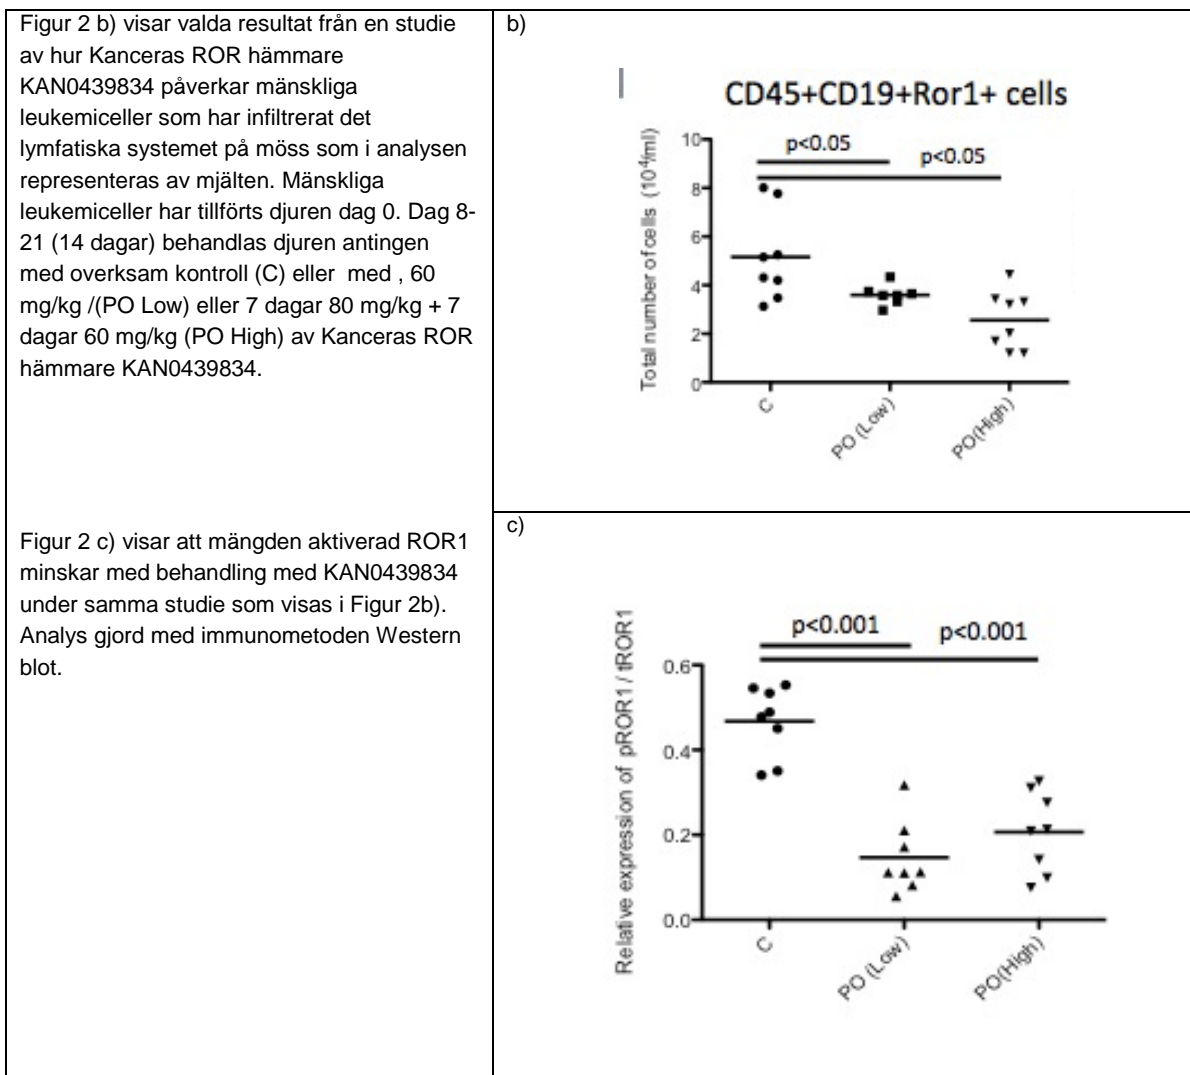 Figur 2 b) visar valda resultat från en studie
av hur Kanceras ROR hämmare
KAN0439834 påverkar mänskliga
leukemiceller som har infiltrerat det
lymfatiska systemet på möss som i analysen
representeras av mjälten. Mänskliga
leukemiceller har tillförts djuren dag 0. Dag 8-
21 (14 dagar) behandlas djuren antingen
med overksam kontroll (C) eller  med , 60
mg/kg /(PO Low) eller 7 dagar 80 mg/kg + 7
dagar 60 mg/kg (PO High) av Kanceras ROR
hämmare KAN0439834.
b)
CD45+CD19+Ror1+ cells
Total number of cells (10⁴/ml)
10
8
6
4
2
0
p<0.05
p<0.05
C
PO (Low)
PO(High)
Figur 2 c) visar att mängden aktiverad ROR1
minskar med behandling med KAN0439834
under samma studie som visas i Figur 2b).
Analys gjord med immunometoden Western
blot.
c)
Relative expression of pROR1 / tROR1
0.6
0.4
0.2
0.0
p<0.001
p<0.001
C
PO (Low)
PO(High)